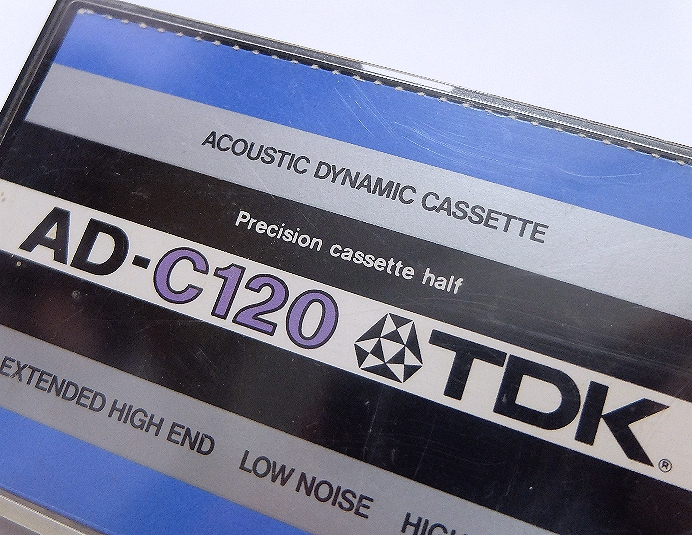 ACOUSTIC DYNAMIC CASSETTE
Precision cassette half
AD-C120 TDK®
EXTENDED HIGH END LOW NOISE